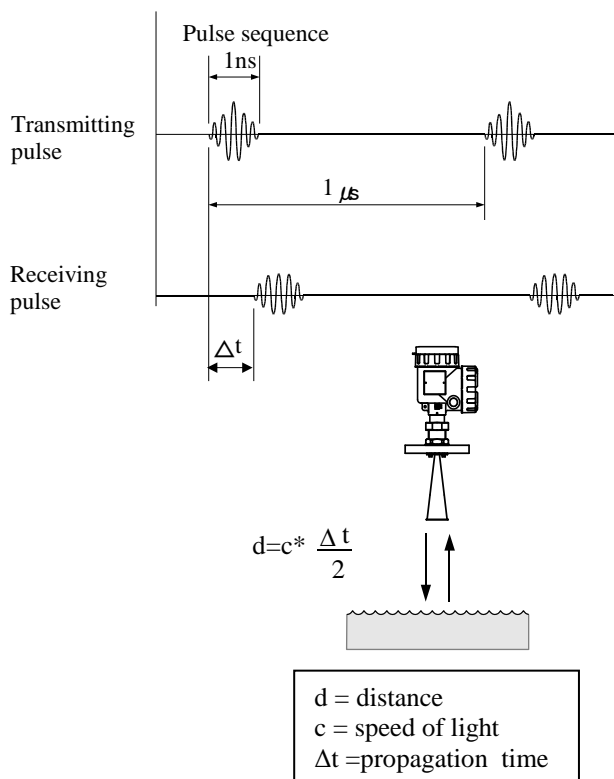 Pulse sequence
1ns
Transmitting
pulse
1 μs
Receiving
pulse
Δt
d=c* Δt/2
d = distance
c = speed of light
Δt =propagation time